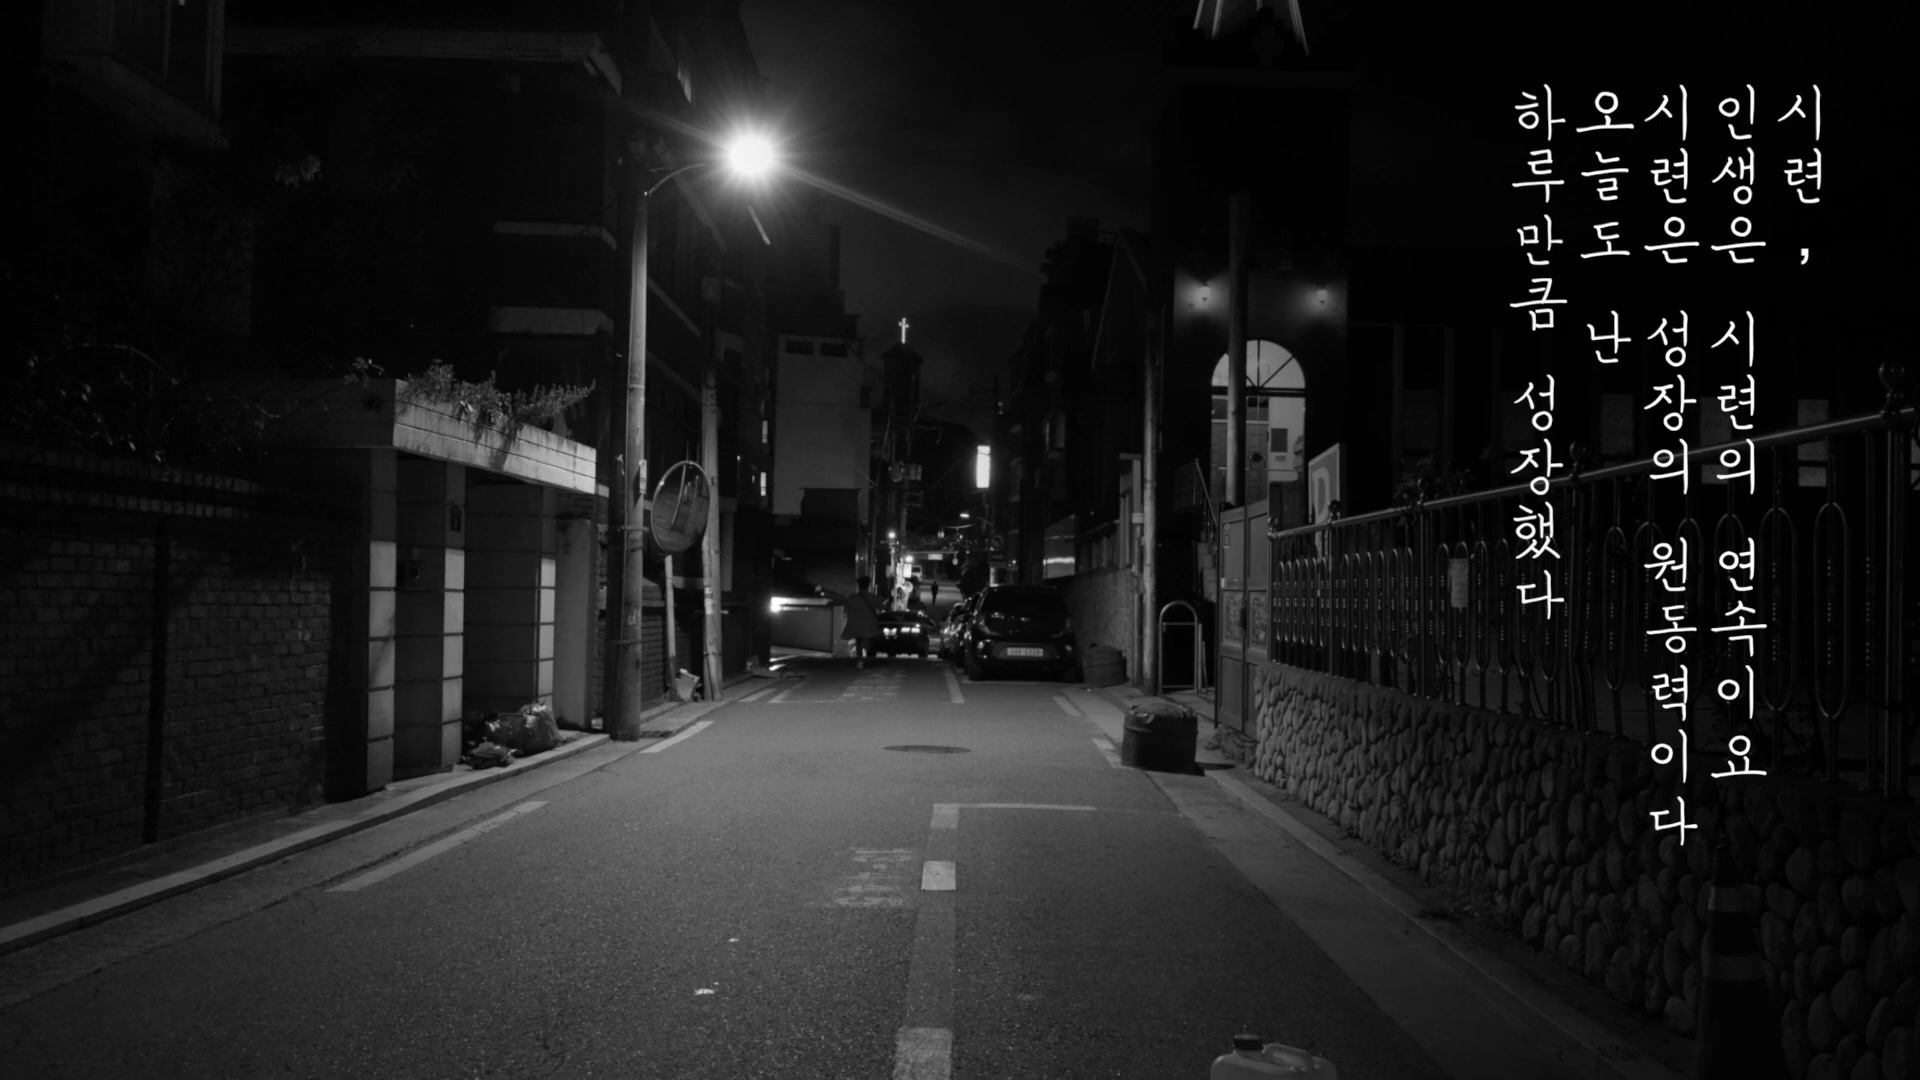 시련,
인생은 시련의 연속이요
시련은 성장의 원동력이다
오늘도 난
하루만큼 성장했다